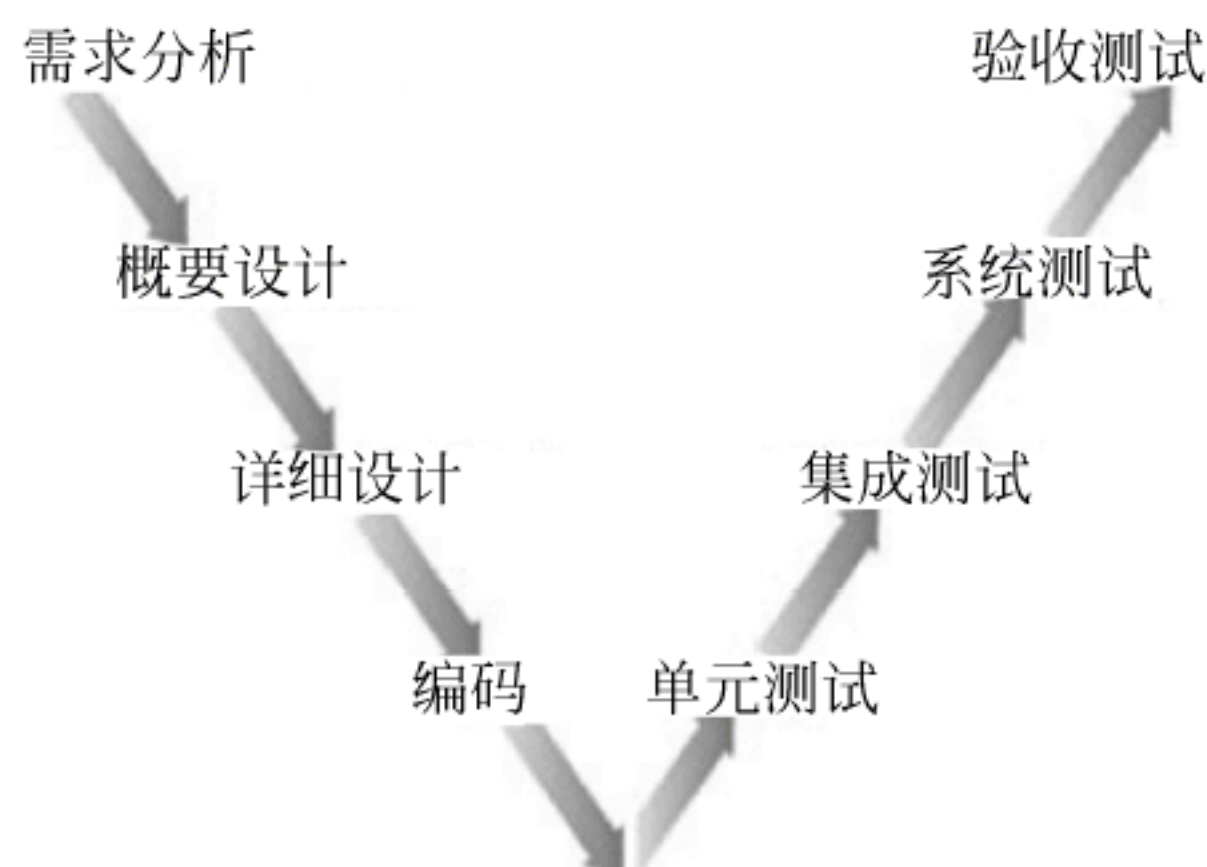 需求分析
验收测试
概要设计
系统测试
详细设计
集成测试
编码
单元测试